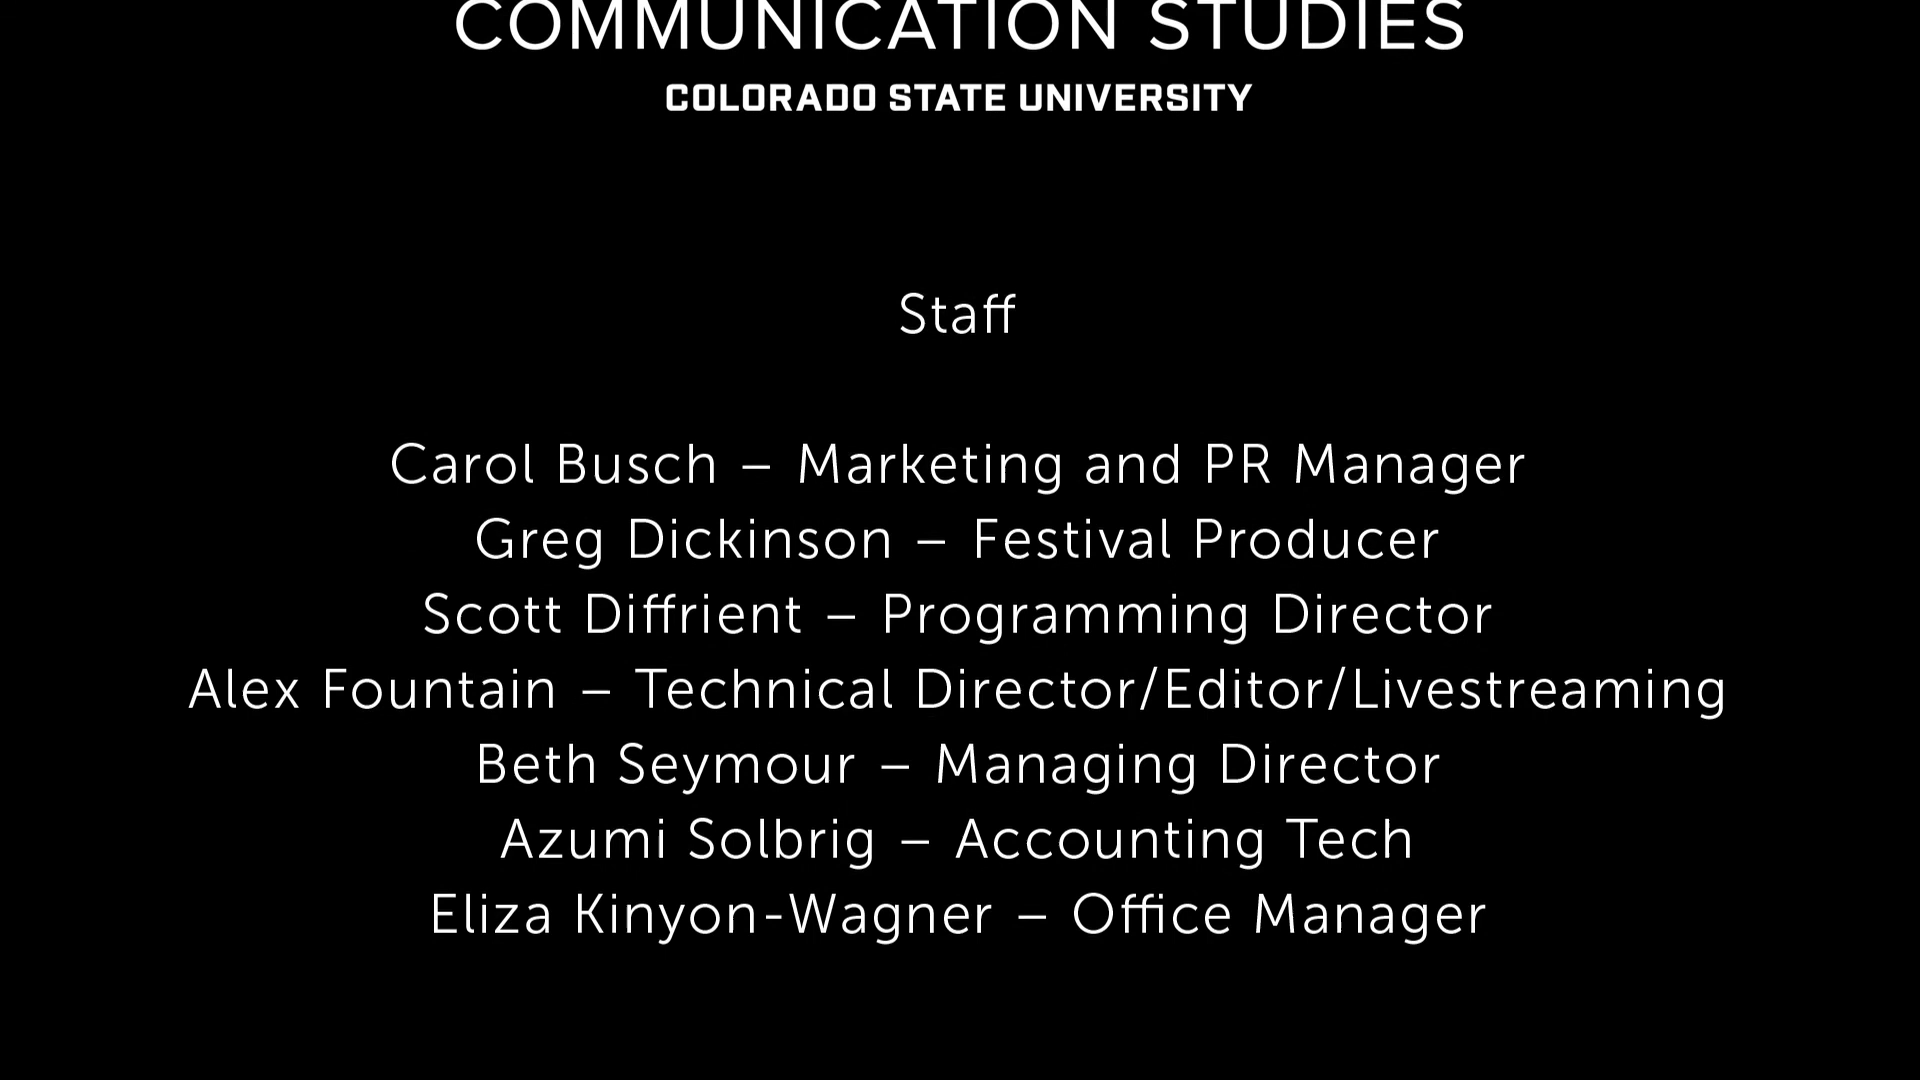 COMMUNICATION STUDIES
COLORADO STATE UNIVERSITY
Staff
Carol Busch – Marketing and PR Manager
Greg Dickinson – Festival Producer
Scott Diffrient – Programming Director
Alex Fountain – Technical Director/Editor/Livestreaming
Beth Seymour – Managing Director
Azumi Solbrig – Accounting Tech
Eliza Kinyon-Wagner – Office Manager